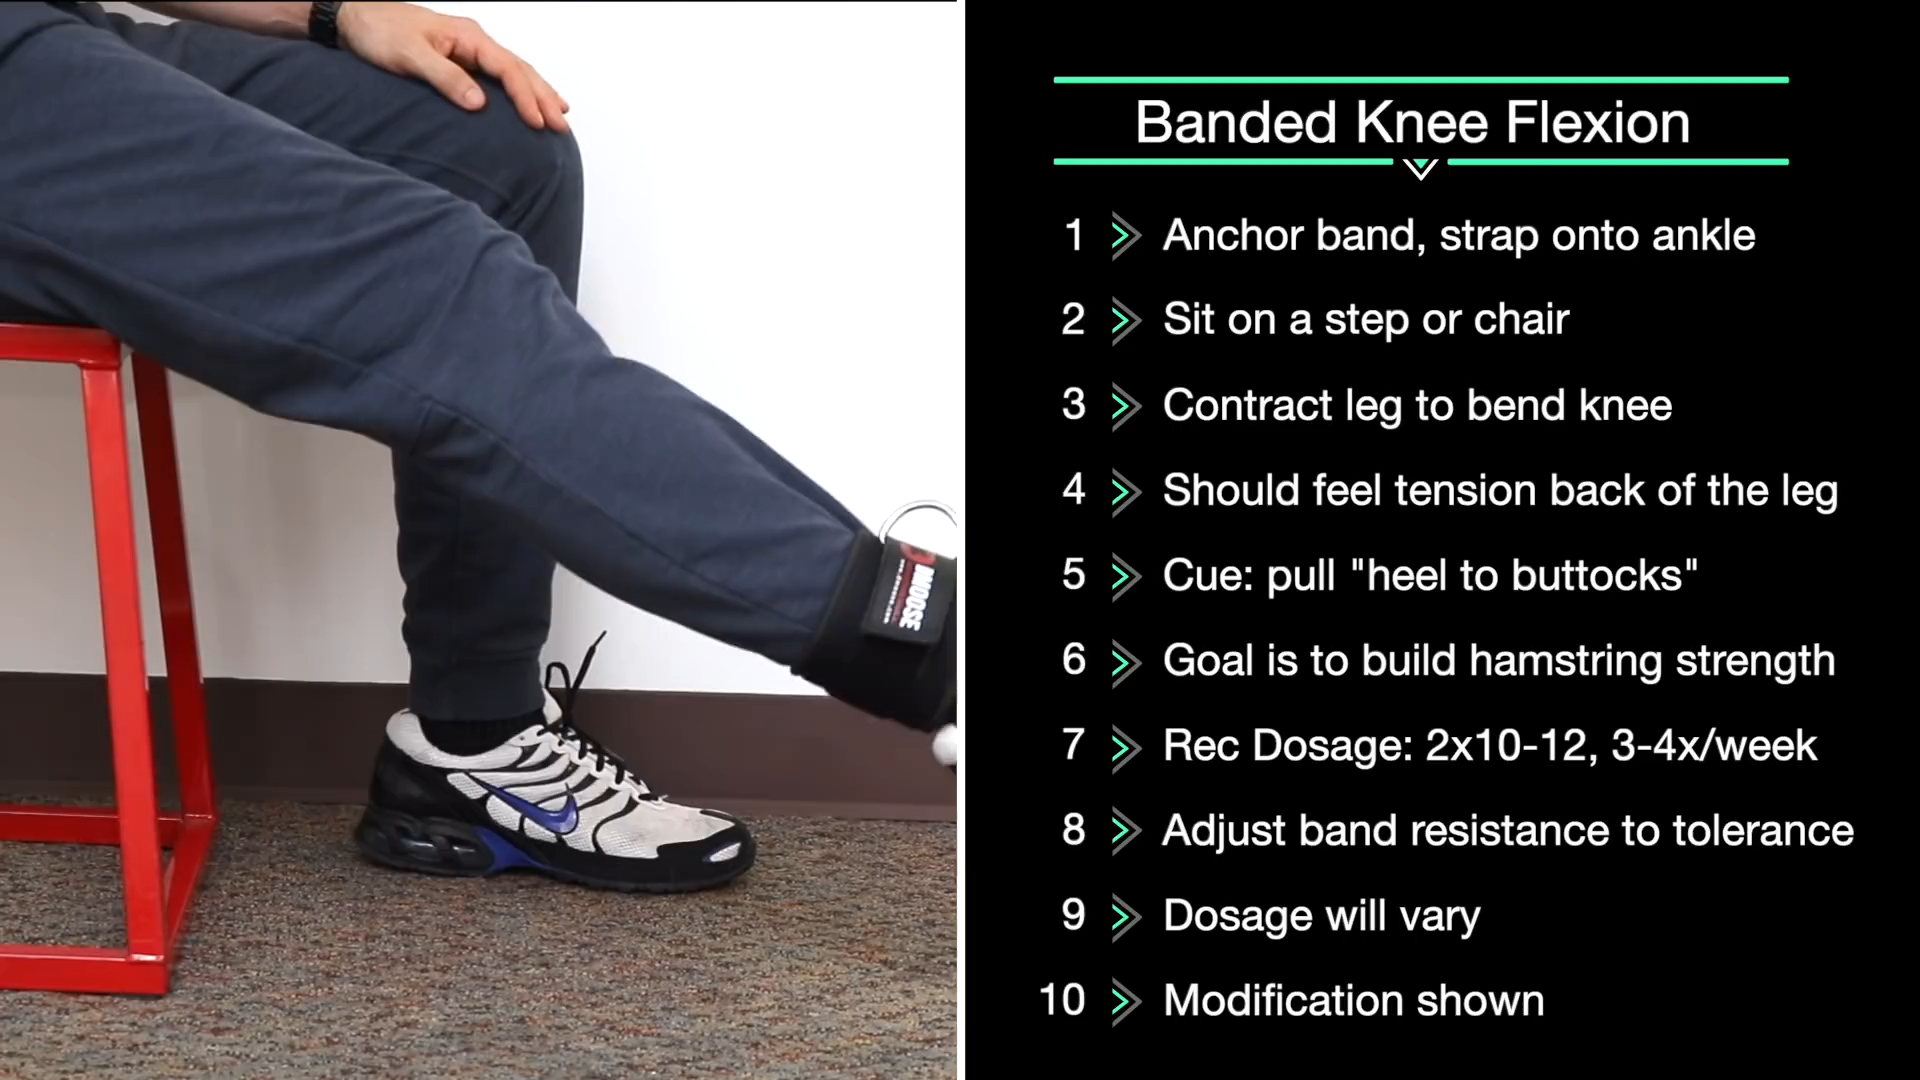 Banded Knee Flexion
1 Anchor band, strap onto ankle
2 Sit on a step or chair
3 Contract leg to bend knee
4 Should feel tension back of the leg
5 Cue: pull "heel to buttocks"
6 Goal is to build hamstring strength
7 Rec Dosage: 2x10-12, 3-4x/week
8 Adjust band resistance to tolerance
9 Dosage will vary
10 Modification shown
MOOSE